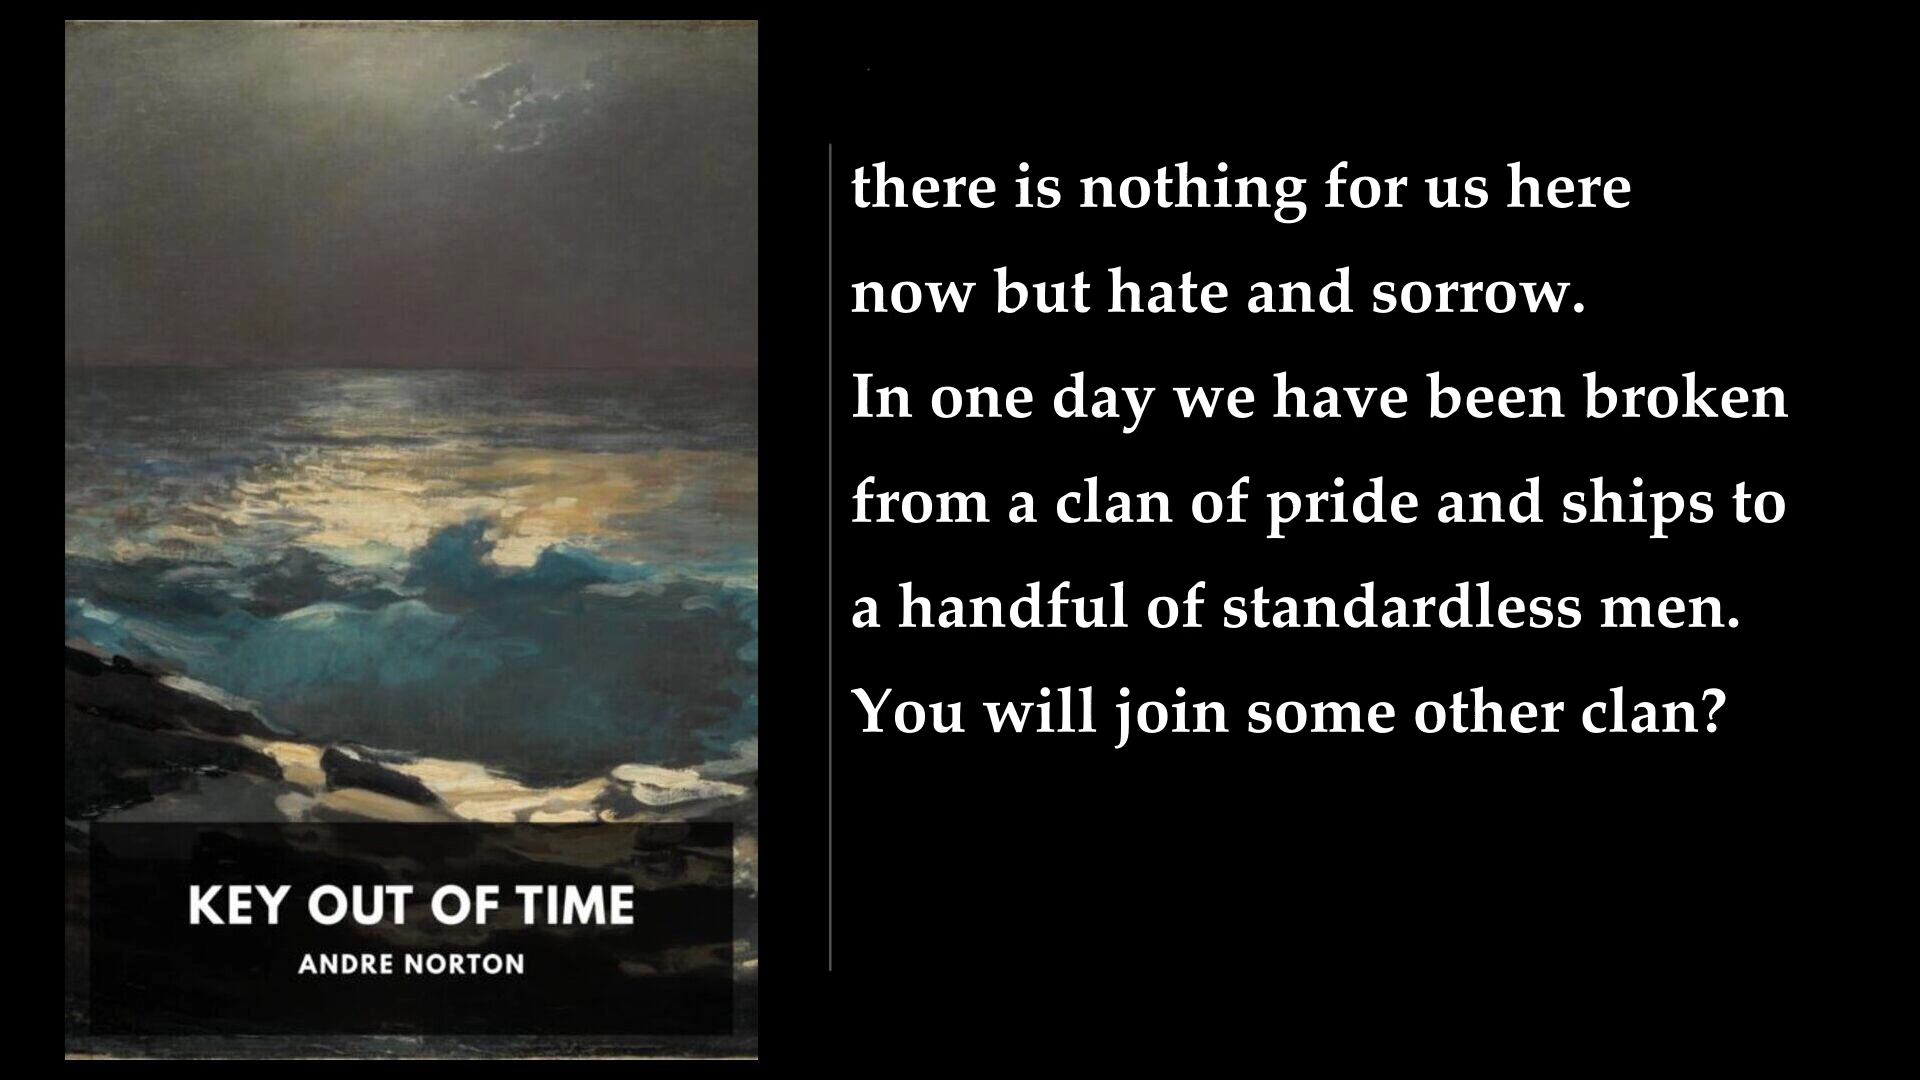 KEY OUT OF TIME
ANDRE NORTON
there is nothing for us here
now but hate and sorrow.
In one day we have been broken
from a clan of pride and ships to
a handful of standardless men.
You will join some other clan?